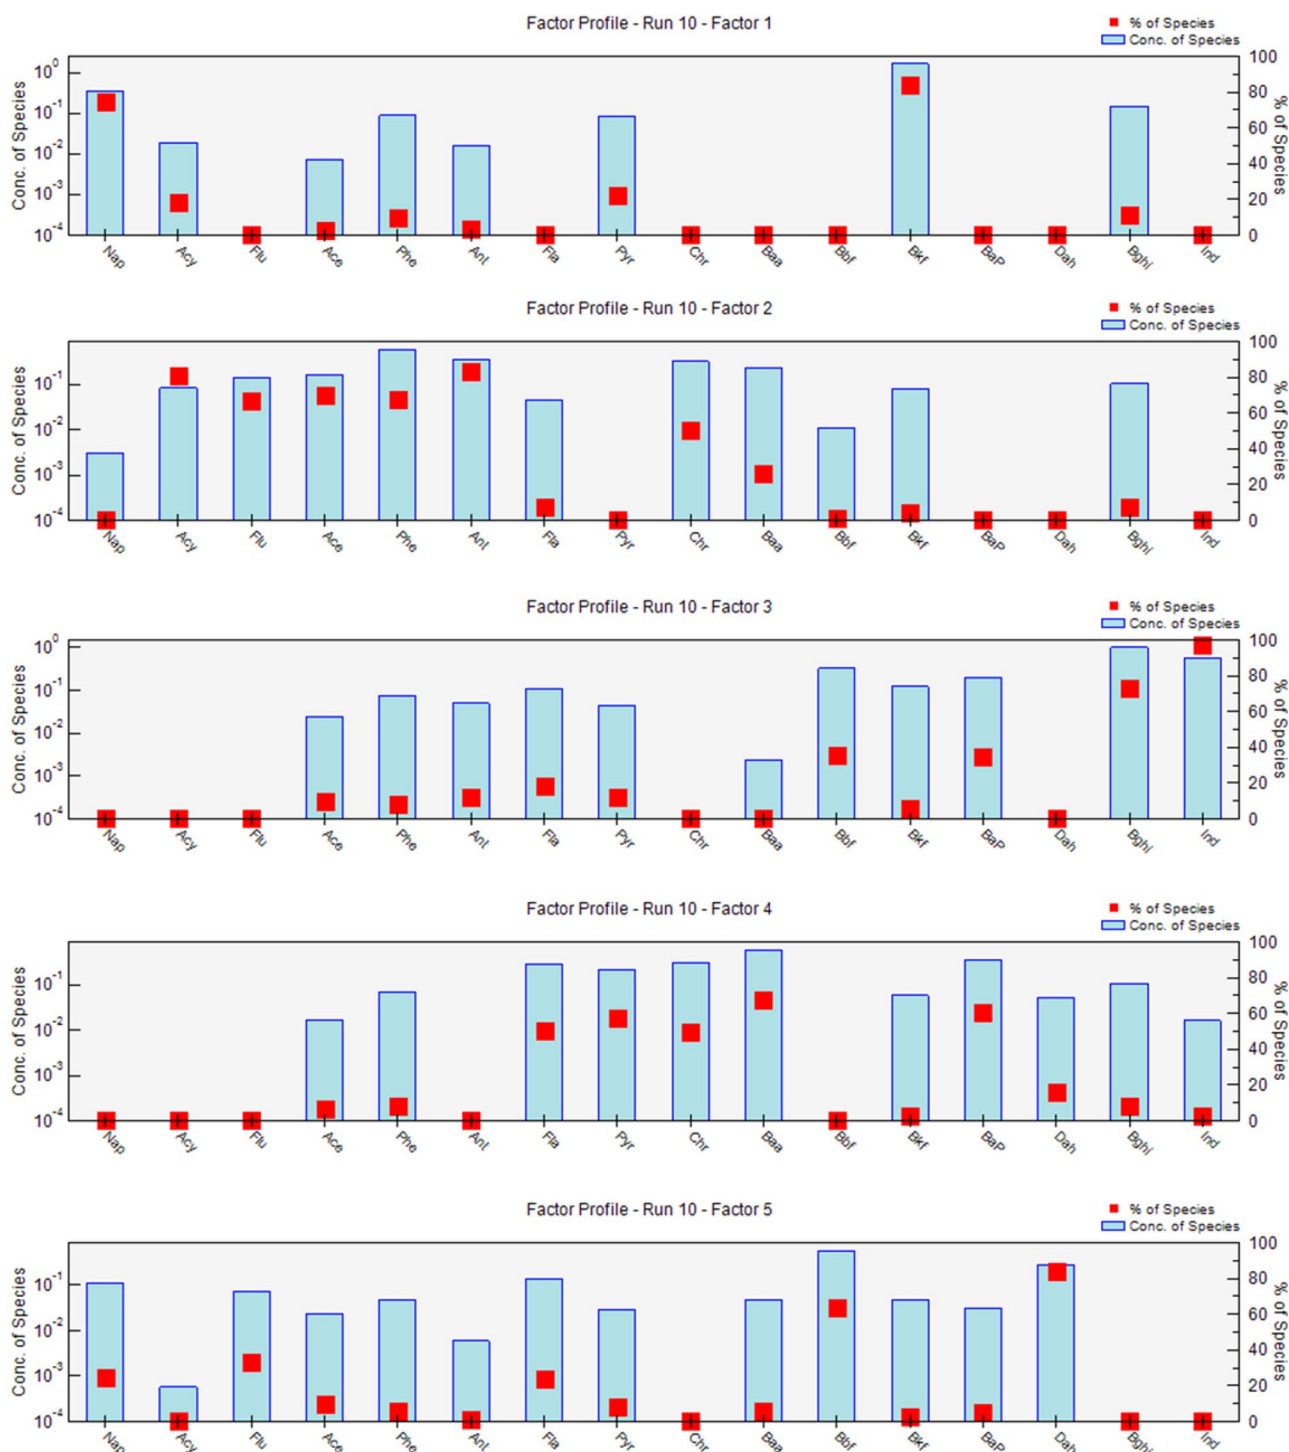 Factor Profile - Run 10 - Factor 1
% of Species
Conc. of Species
Conc. of Species
10^0
10^-1
10^-2
10^-3
10^-4
100
80
60
40
20
0
% of Species
Nap Acy Flu Ace Phe Ant Fla Pyr Chr Baa Bbf Bkf BaP Dah Bghi Ind
Factor Profile - Run 10 - Factor 2
% of Species
Conc. of Species
Conc. of Species
10^-1
10^-2
10^-3
10^-4
100
80
60
40
20
0
% of Species
Nap Acy Flu Ace Phe Ant Fla Pyr Chr Baa Bbf Bkf BaP Dah Bghi Ind
Factor Profile - Run 10 - Factor 3
% of Species
Conc. of Species
Conc. of Species
10^0
10^-1
10^-2
10^-3
10^-4
100
80
60
40
20
0
% of Species
Nap Acy Flu Ace Phe Ant Fla Pyr Chr Baa Bbf Bkf BaP Dah Bghi Ind
Factor Profile - Run 10 - Factor 4
% of Species
Conc. of Species
Conc. of Species
10^-1
10^-2
10^-3
10^-4
100
80
60
40
20
0
% of Species
Nap Acy Flu Ace Phe Ant Fla Pyr Chr Baa Bbf Bkf BaP Dah Bghi Ind
Factor Profile - Run 10 - Factor 5
% of Species
Conc. of Species
Conc. of Species
10^-1
10^-2
10^-3
10^-4
100
80
60
40
20
0
% of Species
Nap Acy Flu Ace Phe Ant Fla Pyr Chr Baa Bbf Bkf BaP Dah Bghi Ind